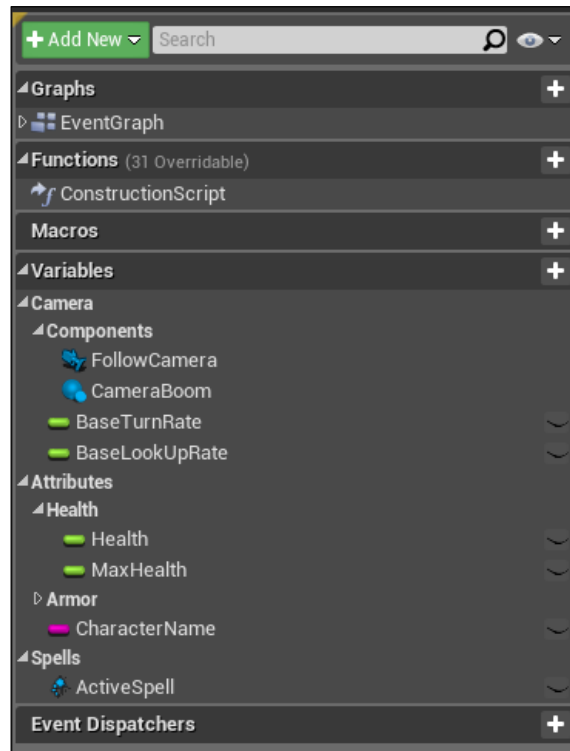 Add New
Search
Graphs
EventGraph
Functions (31 Overridable)
ConstructionScript
Macros
Variables
Camera
Components
FollowCamera
CameraBoom
BaseTurnRate
BaseLookUpRate
Attributes
Health
Health
MaxHealth
Armor
CharacterName
Spells
ActiveSpell
Event Dispatchers